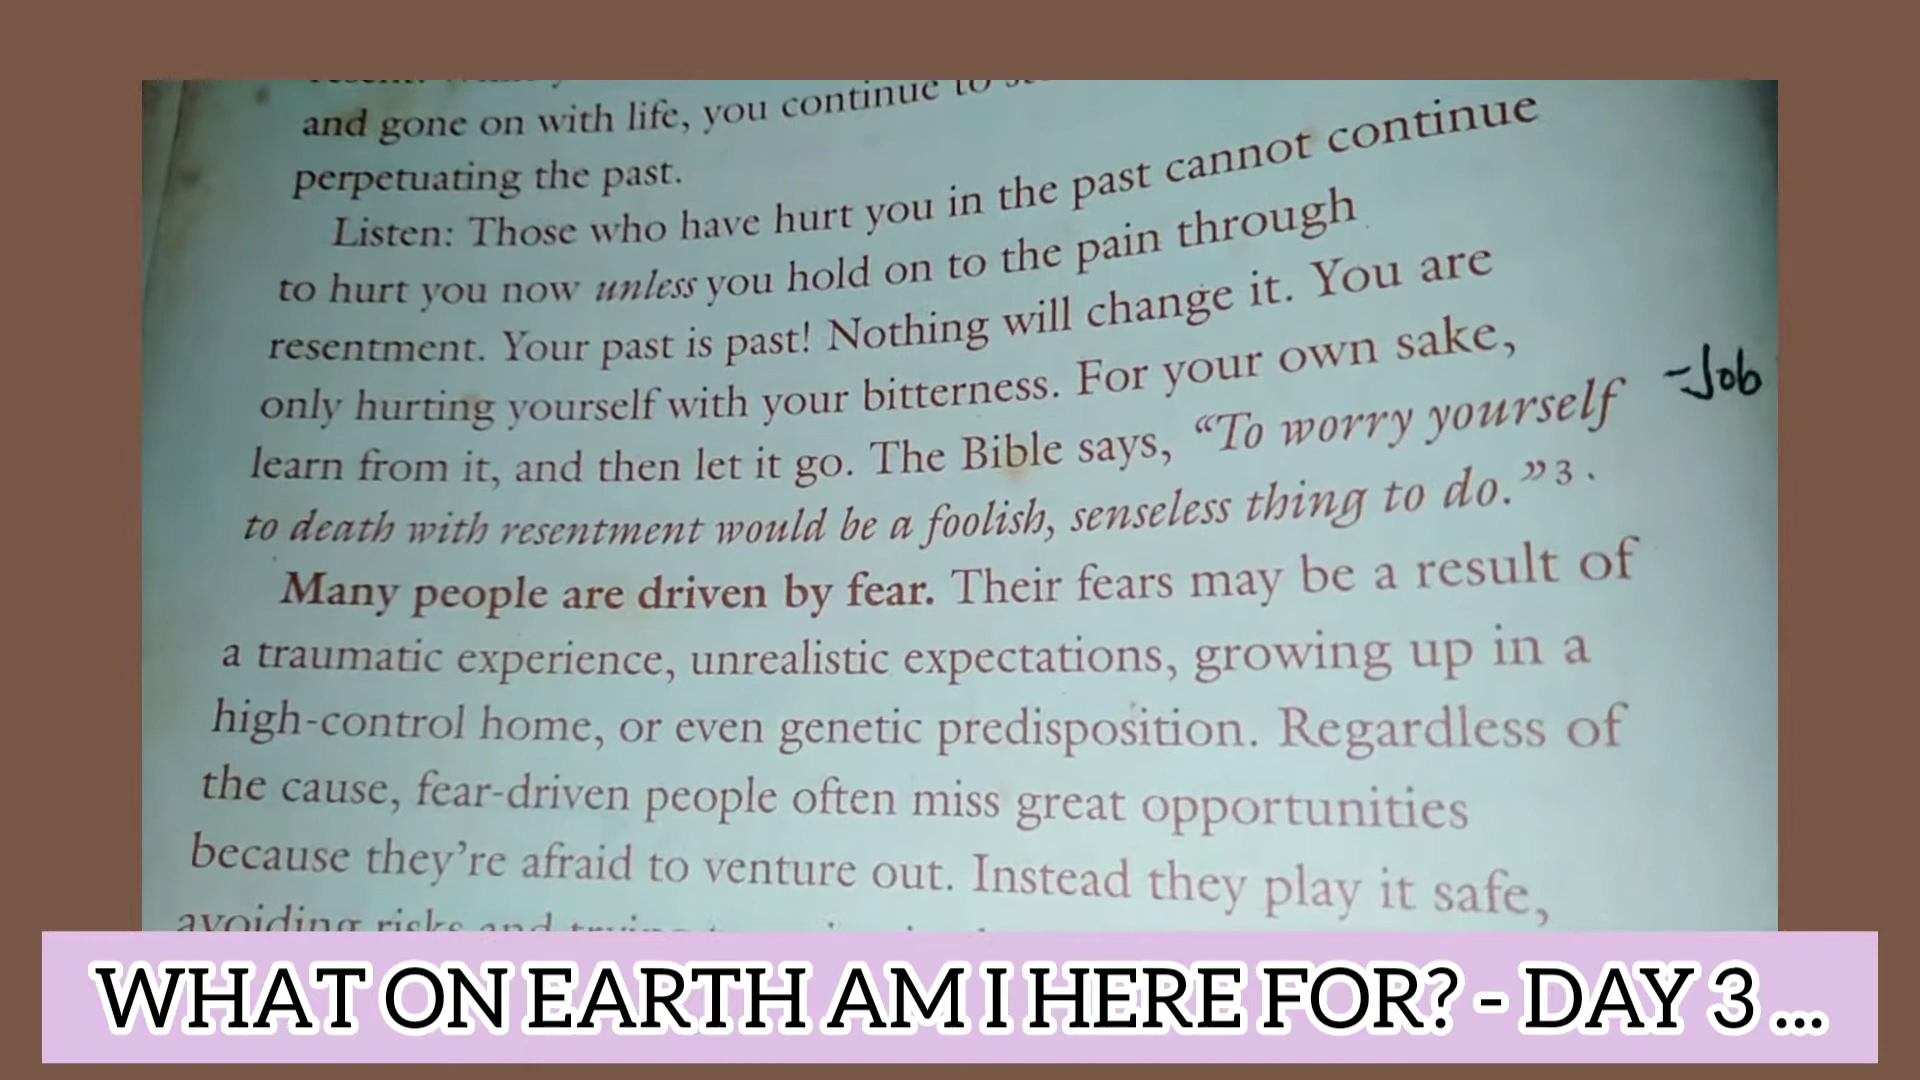 and gone on with life, you continue to
perpetuating the past.
Listen: Those who have hurt you in the past cannot continue
to hurt you now unless you hold on to the pain through
resentment. Your past is past! Nothing will change it. You are
only hurting yourself with your bitterness. For your own sake,
learn from it, and then let it go. The Bible says, “To worry yourself
-Job
to death with resentment would be a foolish, senseless thing to do.”3
Many people are driven by fear. Their fears may be a result of
a traumatic experience, unrealistic expectations, growing up in a
high-control home, or even genetic predisposition. Regardless of
the cause, fear-driven people often miss great opportunities
because they’re afraid to venture out. Instead they play it safe,
avoiding risks and
WHAT ON EARTH AM I HERE FOR? - DAY 3 ...